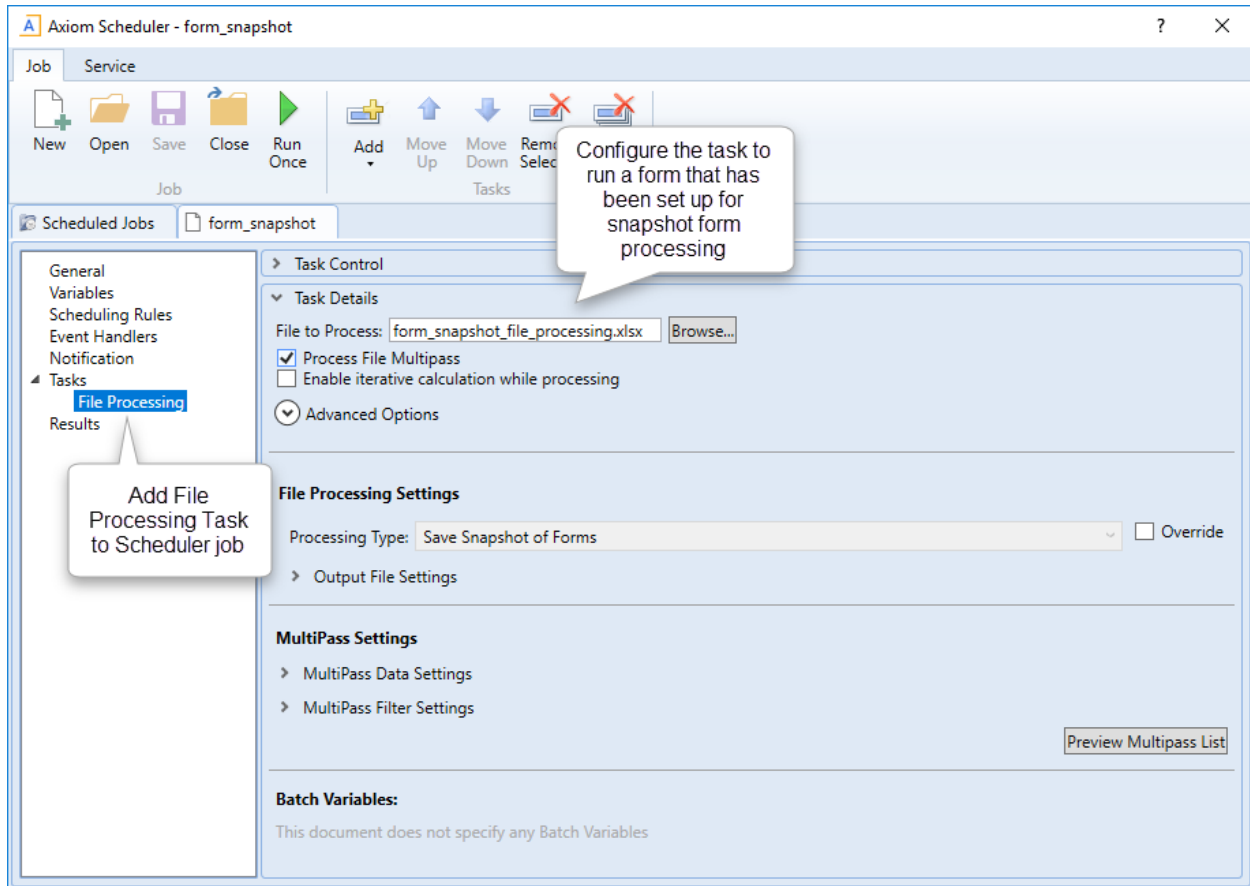 A Axiom Scheduler - form_snapshot
?
Job Service
New Open Save Close Run Once
Add Move Up Move Down
Job
Tasks
Configure the task to
run a form that has
been set up for
snapshot form
processing
Scheduled Jobs form_snapshot
General
Variables
Scheduling Rules
Event Handlers
Notification
Tasks
File Processing
Results
Add File
Processing Task
to Scheduler job
Task Control
Task Details
File to Process: form_snapshot_file_processing.xlsx Browse...
Process File Multipass
Enable iterative calculation while processing
Advanced Options
File Processing Settings
Processing Type: Save Snapshot of Forms Override
Output File Settings
MultiPass Settings
MultiPass Data Settings
MultiPass Filter Settings
Preview Multipass List
Batch Variables:
This document does not specify any Batch Variables